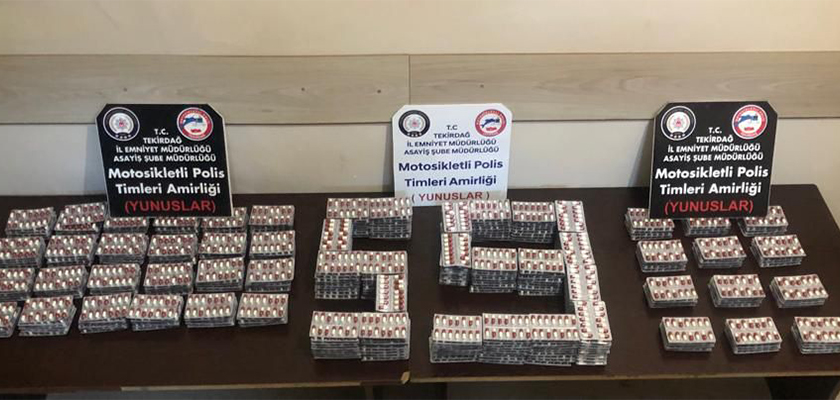 T.C.
TEKİRDAĞ
İL EMNİYET MÜDÜRLÜĞÜ
ASAYİŞ ŞUBE MÜDÜRLÜĞÜ
Motosikletli Polis
Timleri Amirliği
(YUNUSLAR)
T.C
TEKİRDAĞ
İL EMNİYET MÜDÜRLÜĞÜ
ASAYİŞ ŞUBE MÜDÜRLÜĞÜ
Motosikletli Polis
Timleri Amirliği
( YUNUSLAR )
T.C.
TEKİRDAĞ
İL EMNİYET MÜDÜRLÜĞÜ
ASAYİŞ ŞUBE MÜDÜRLÜĞÜ
Motosikletli Polis
Timleri Amirliği
(YUNUSLAR)
59